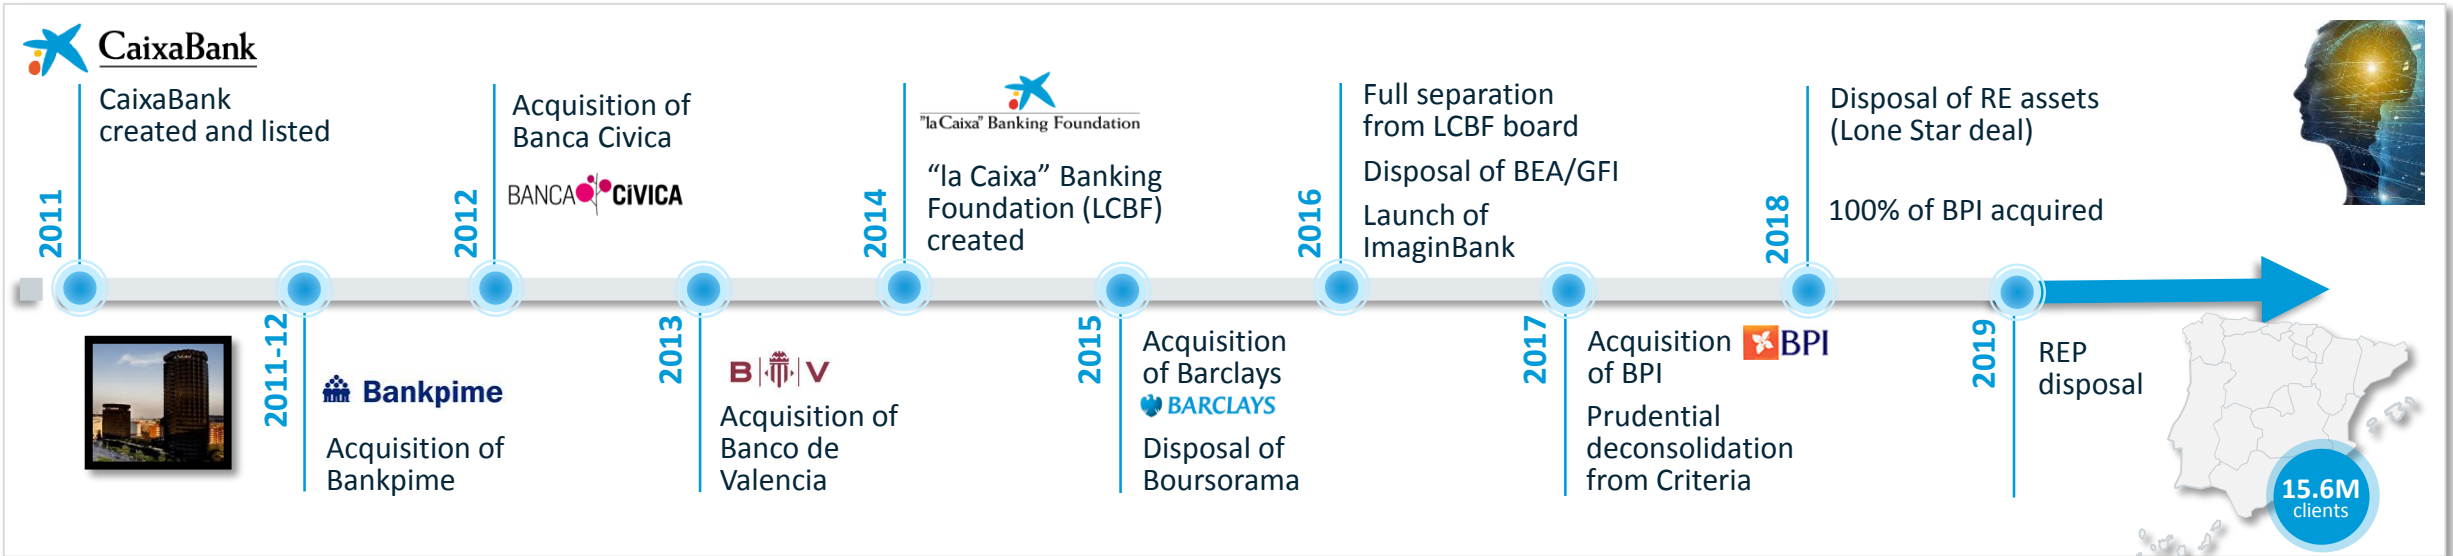 CaixaBank
2011
CaixaBank
created and listed
2011-12
Bankpime
Acquisition of
Bankpime
2012
Acquisition of
Banca Civica
BANCA CÍVICA
2013
B V
Acquisition of
Banco de
Valencia
2014
"la Caixa" Banking Foundation
“la Caixa” Banking
Foundation (LCBF)
created
2015
Acquisition
of Barclays
BARCLAYS
Disposal of
Boursorama
2016
Full separation
from LCBF board
Disposal of BEA/GFI
Launch of
ImaginBank
2017
Acquisition
of BPI
BPI
Prudential
deconsolidation
from Criteria
2018
Disposal of RE assets
(Lone Star deal)
100% of BPI acquired
2019
REP
disposal
15.6M
clients